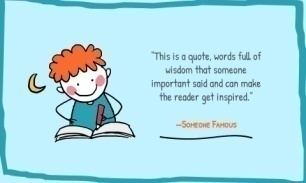 "This is a quote, words full of
wisdom that someone
important said and can make
the reader get inspired."
—Someone Famous